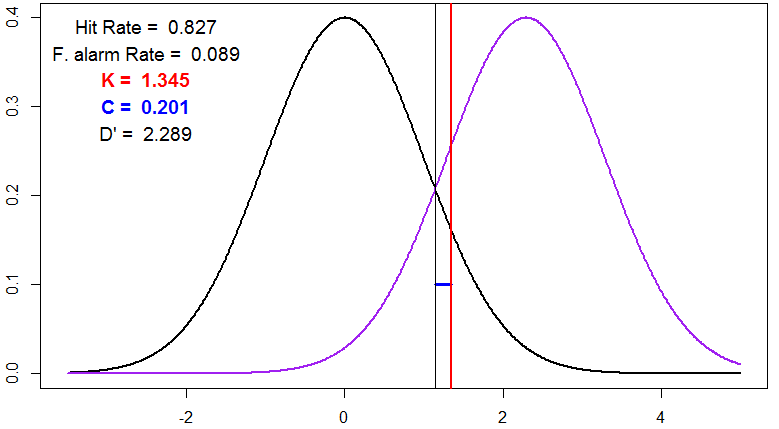 Hit Rate = 0.827
F. alarm Rate = 0.089
K = 1.345
C = 0.201
D' = 2.289
0.4
0.3
0.2
0.1
0.0
-2 0 2 4